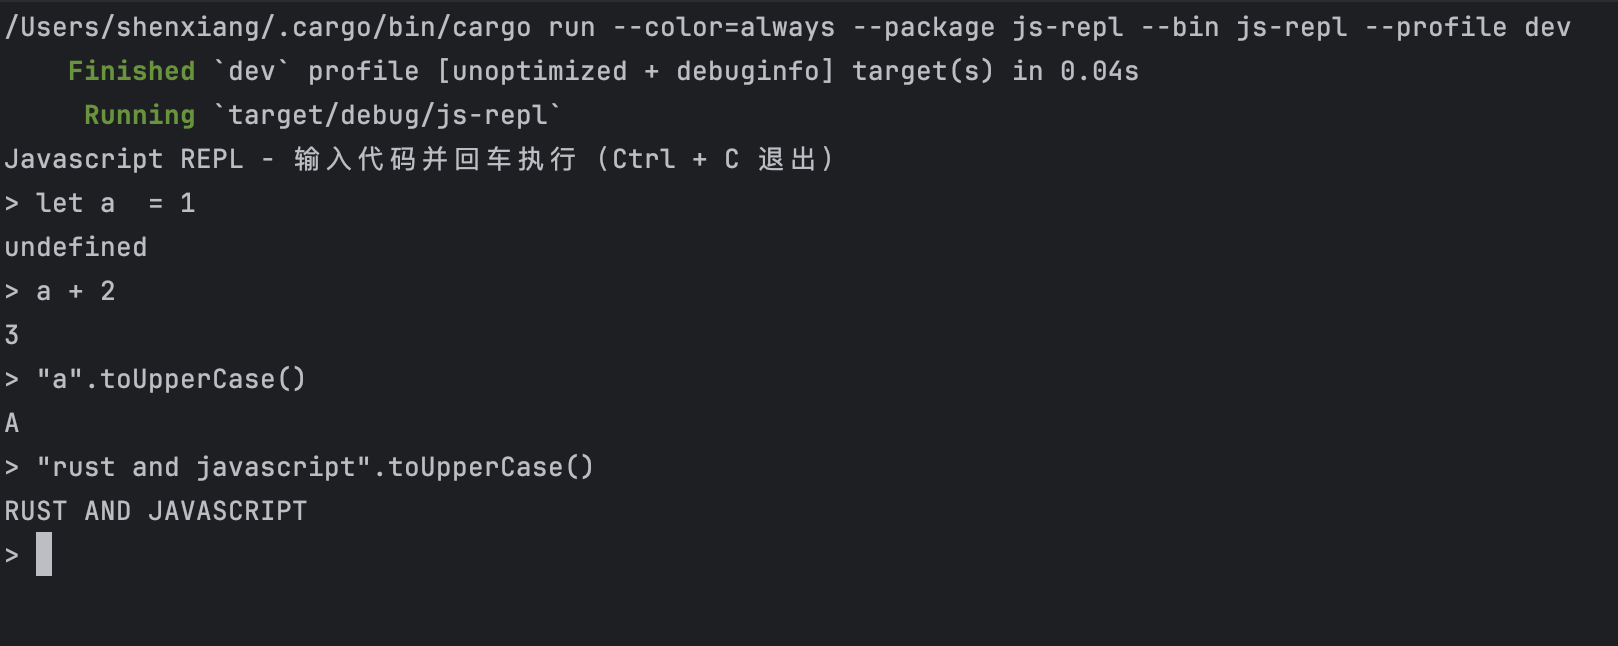 /Users/shenxiang/.cargo/bin/cargo run --color=always --package js-repl --bin js-repl --profile dev
    Finished `dev` profile [unoptimized + debuginfo] target(s) in 0.04s
     Running `target/debug/js-repl`
Javascript REPL - 输入代码并回车执行 (Ctrl + C 退出)
> let a  = 1
undefined
> a + 2
3
> "a".toUpperCase()
A
> "rust and javascript".toUpperCase()
RUST AND JAVASCRIPT
>